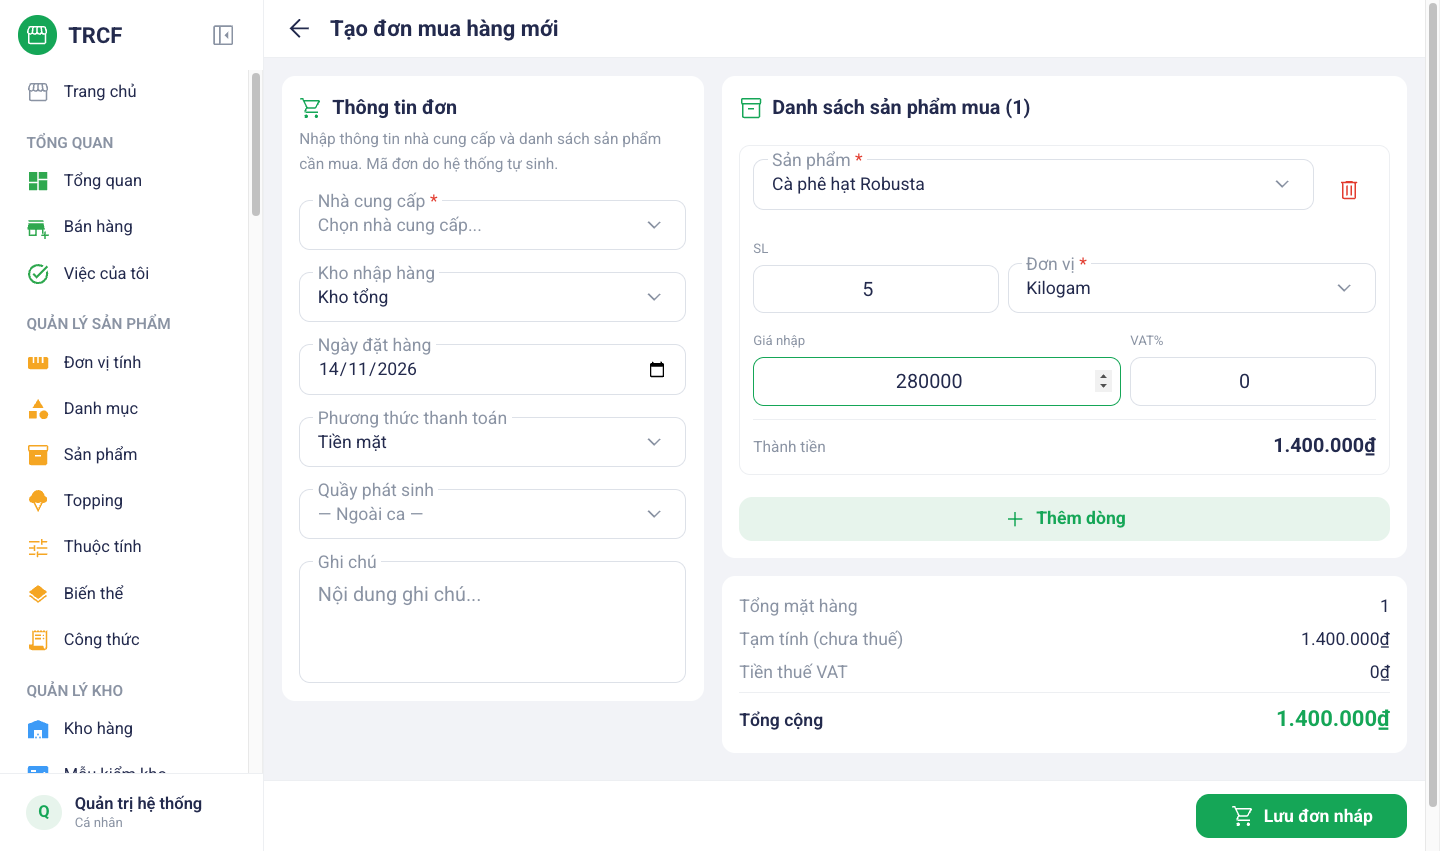 TRCF
Trang chủ
TỔNG QUAN
Tổng quan
Bán hàng
Việc của tôi
QUẢN LÝ SẢN PHẨM
Đơn vị tính
Danh mục
Sản phẩm
Topping
Thuộc tính
Biến thể
Công thức
QUẢN LÝ KHO
Kho hàng
Mẫu kiểm kho
Q
Quản trị hệ thống
Cá nhân
Tạo đơn mua hàng mới
Thông tin đơn
Nhập thông tin nhà cung cấp và danh sách sản phẩm
cần mua. Mã đơn do hệ thống tự sinh.
Nhà cung cấp *
Chọn nhà cung cấp...
Kho nhập hàng
Kho tổng
Ngày đặt hàng
14/11/2026
Phương thức thanh toán
Tiền mặt
Quầy phát sinh
— Ngoài ca —
Ghi chú
Nội dung ghi chú...
Danh sách sản phẩm mua (1)
Sản phẩm *
Cà phê hạt Robusta
SL
5
Đơn vị *
Kilogam
Giá nhập
280000
VAT%
0
Thành tiền
1.400.000₫
Thêm dòng
Tổng mặt hàng
1
Tạm tính (chưa thuế)
1.400.000₫
Tiền thuế VAT
0₫
Tổng cộng
1.400.000₫
Lưu đơn nháp